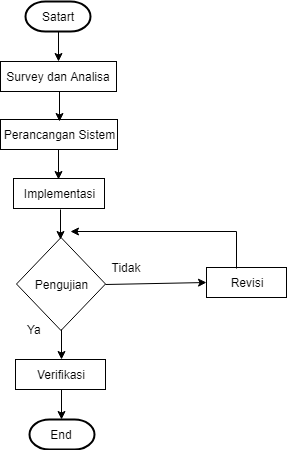 Satart
Survey dan Analisa
Perancangan Sistem
Implementasi
Tidak
Pengujian
Revisi
Ya
Verifikasi
End